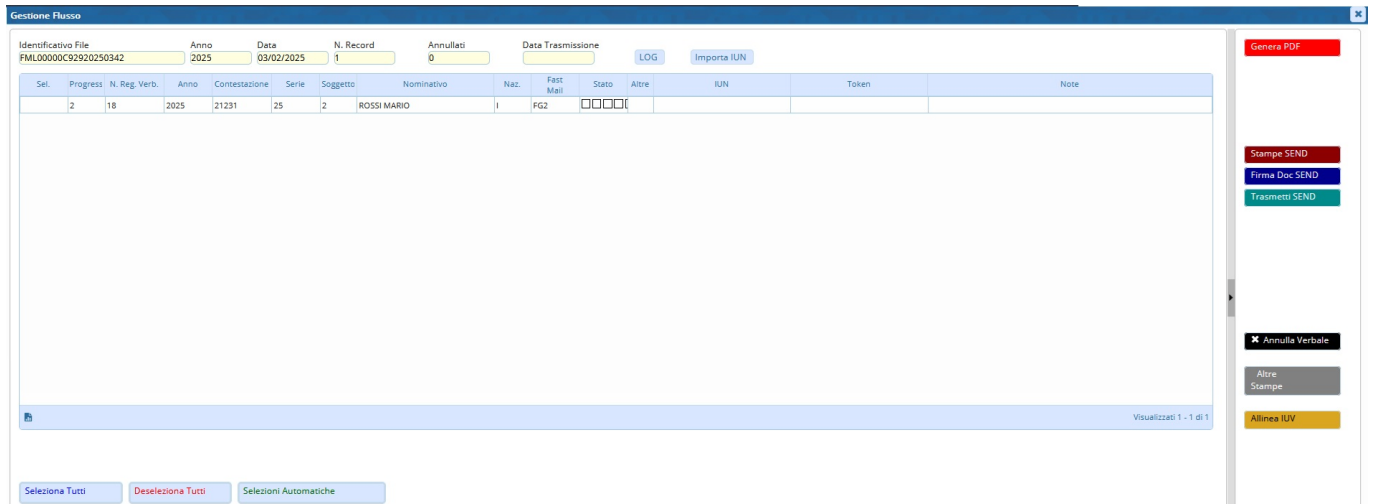 Gestione Flusso
Identificativo File Anno Data N. Record Annullati Data Trasmissione
FML00000C92920250342 2025 03/02/2025 1 0 LOG Importa IUN
Sel. Progress N. Reg. Verb. Anno Contestazione Serie Soggetto Nominativo Naz. Fast Mail Stato Altre IUN Token Note
2 18 2025 21231 25 2 ROSSI MARIO I FG2
Visualizzati 1 - 1 di 1
Seleziona Tutti Deseleziona Tutti Selezioni Automatiche
Genera PDF
Stampe SEND
Firma Doc SEND
Trasmetti SEND
Annulla Verbale
Altre
Stampe
Allinea IUV